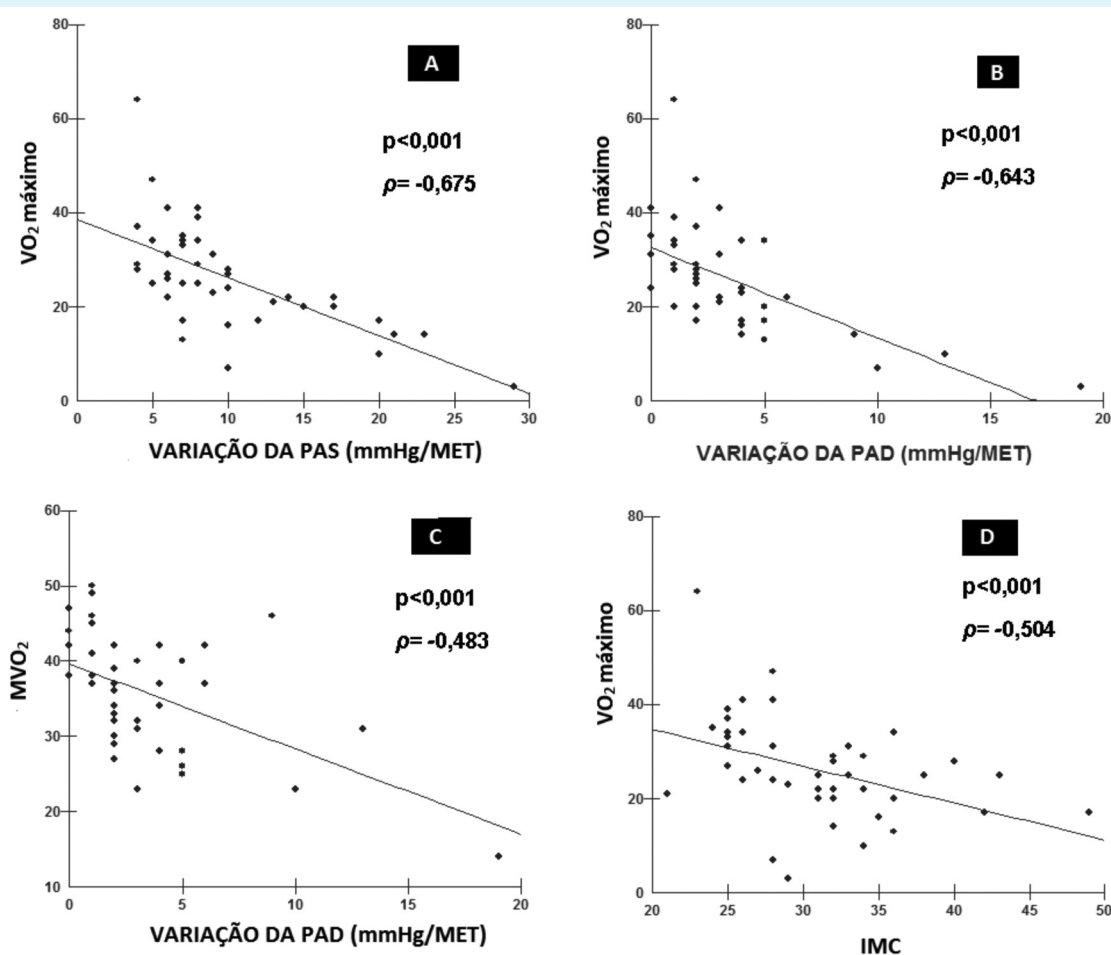 A
p<0,001
ρ= -0,675
VO₂ máximo
80
60
40
20
0
0 5 10 15 20 25 30
VARIAÇÃO DA PAS (mmHg/MET)
B
p<0,001
ρ= -0,643
VO₂ máximo
80
60
40
20
0
0 5 10 15 20
VARIAÇÃO DA PAD (mmHg/MET)
C
p<0,001
ρ= -0,483
MVO₂
60
50
40
30
20
10
0 5 10 15 20
VARIAÇÃO DA PAD (mmHg/MET)
D
p<0,001
ρ= -0,504
VO₂ máximo
80
60
40
20
0
20 25 30 35 40 45 50
IMC